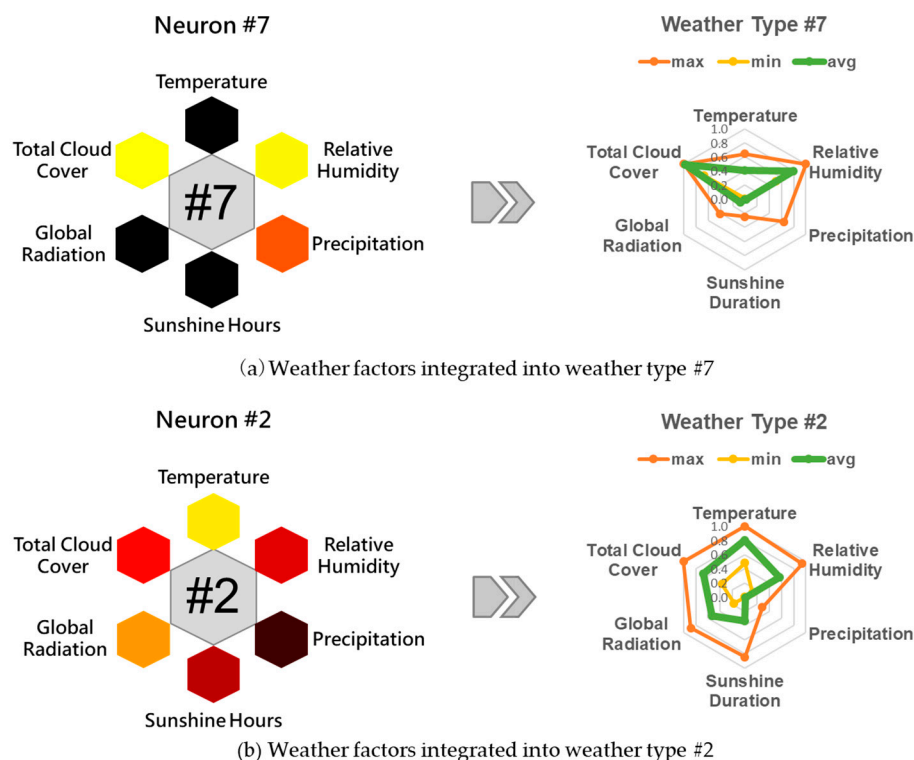 Neuron #7
Weather Type #7
max min avg
Temperature
Total Cloud
Cover
Relative
Humidity
#7
Global
Radiation
Precipitation
Sunshine Hours
Temperature
1.0
0.8
0.6
0.4
0.2
0.0
Total Cloud
Cover
Relative
Humidity
Global
Radiation
Precipitation
Sunshine
Duration
(a) Weather factors integrated into weather type #7
Neuron #2
Weather Type #2
max min avg
Temperature
Total Cloud
Cover
Relative
Humidity
#2
Global
Radiation
Precipitation
Sunshine Hours
Temperature
1.0
0.8
0.6
0.4
0.2
0.0
Total Cloud
Cover
Relative
Humidity
Global
Radiation
Precipitation
Sunshine
Duration
(b) Weather factors integrated into weather type #2